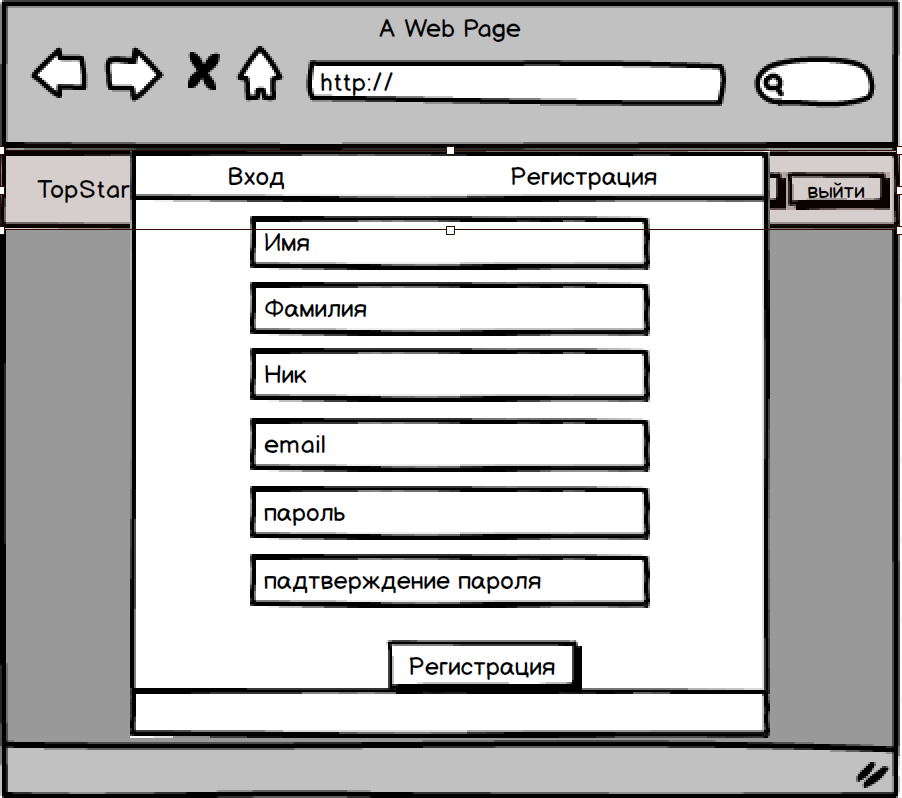 A Web Page
http://
TopStar
Вход
Регистрация
выйти
Имя
Фамилия
Ник
email
пароль
падтверждение пароля
Регистрация